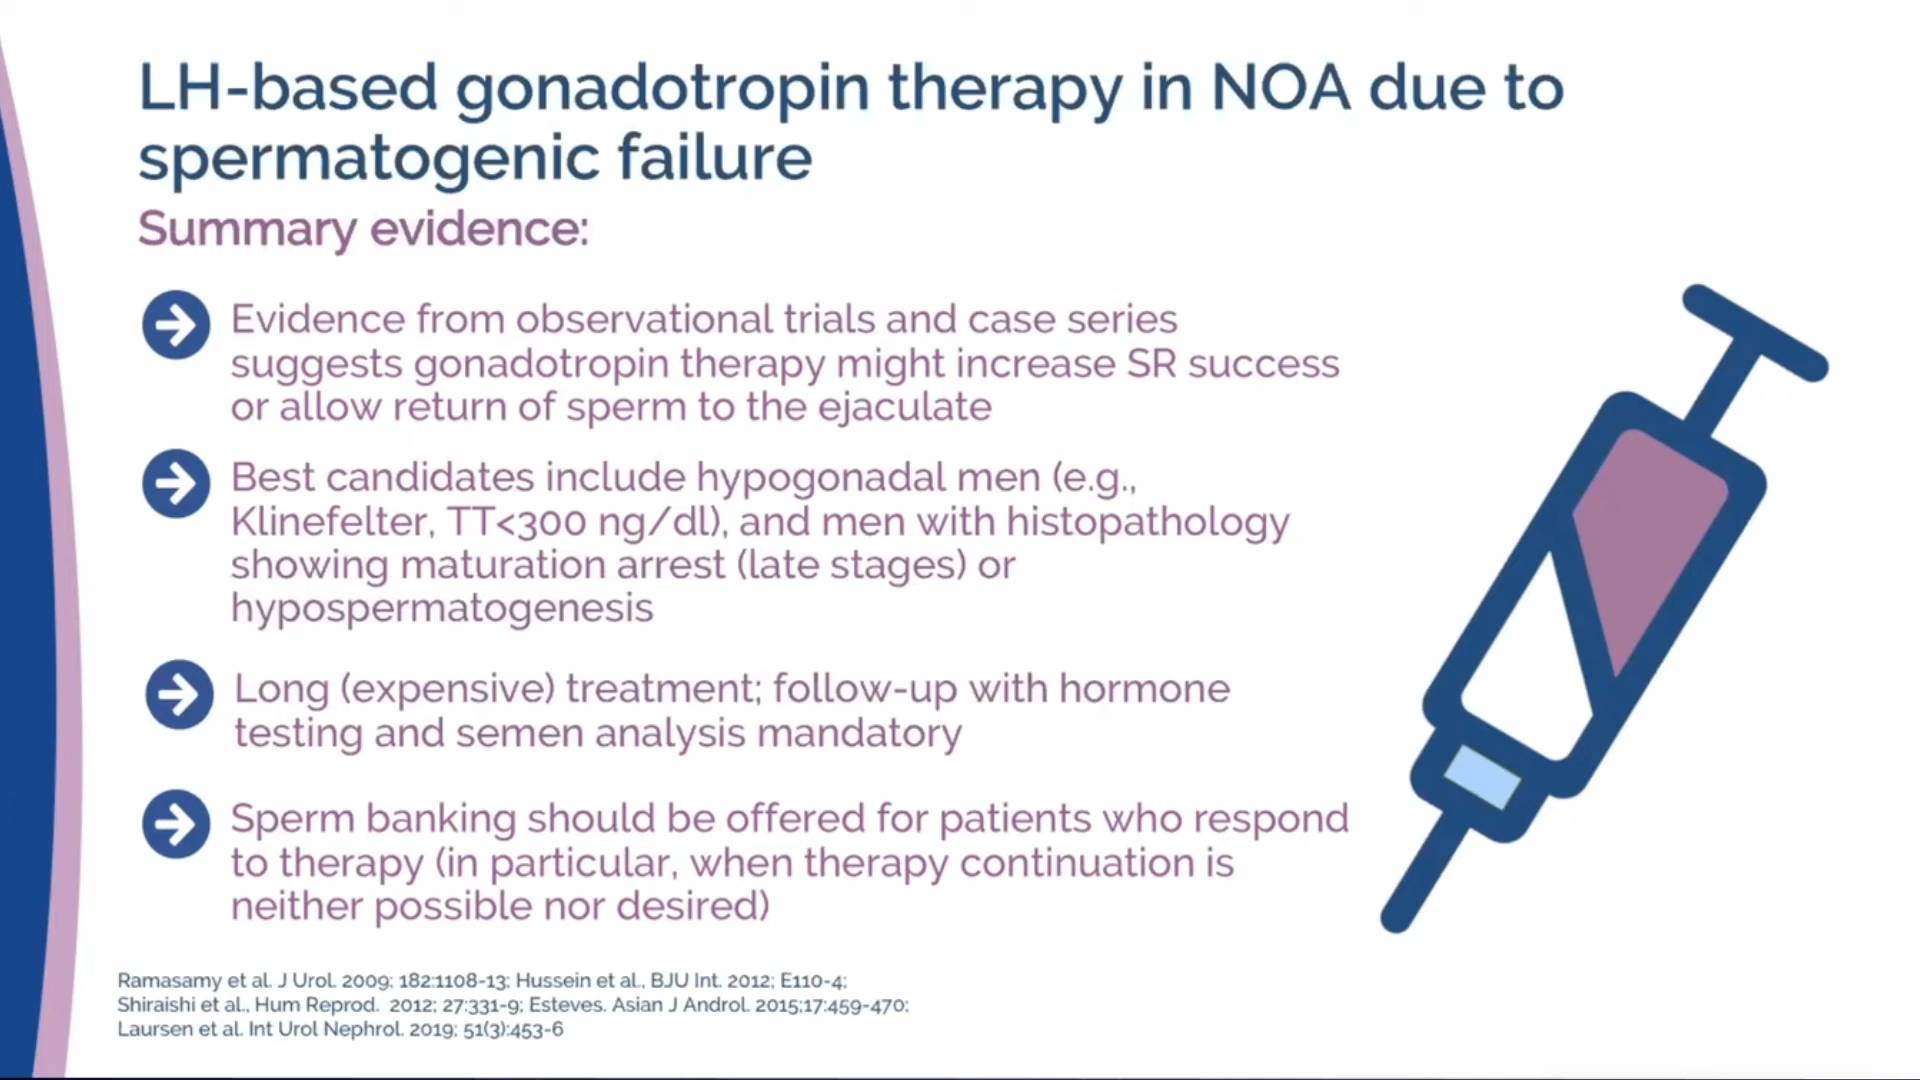 LH-based gonadotropin therapy in NOA due to
spermatogenic failure
Summary evidence:
Evidence from observational trials and case series
suggests gonadotropin therapy might increase SR success
or allow return of sperm to the ejaculate
Best candidates include hypogonadal men (e.g.,
Klinefelter, TT<300 ng/dl), and men with histopathology
showing maturation arrest (late stages) or
hypospermatogenesis
Long (expensive) treatment; follow-up with hormone
testing and semen analysis mandatory
Sperm banking should be offered for patients who respond
to therapy (in particular, when therapy continuation is
neither possible nor desired)
Ramasamy et al. J Urol. 2009; 182:1108-13; Hussein et al., BJU Int. 2012; E110-4;
Shiraishi et al., Hum Reprod. 2012; 27:331-9; Esteves. Asian J Androl. 2015;17:459-470;
Laursen et al. Int Urol Nephrol. 2019; 51(3):453-6